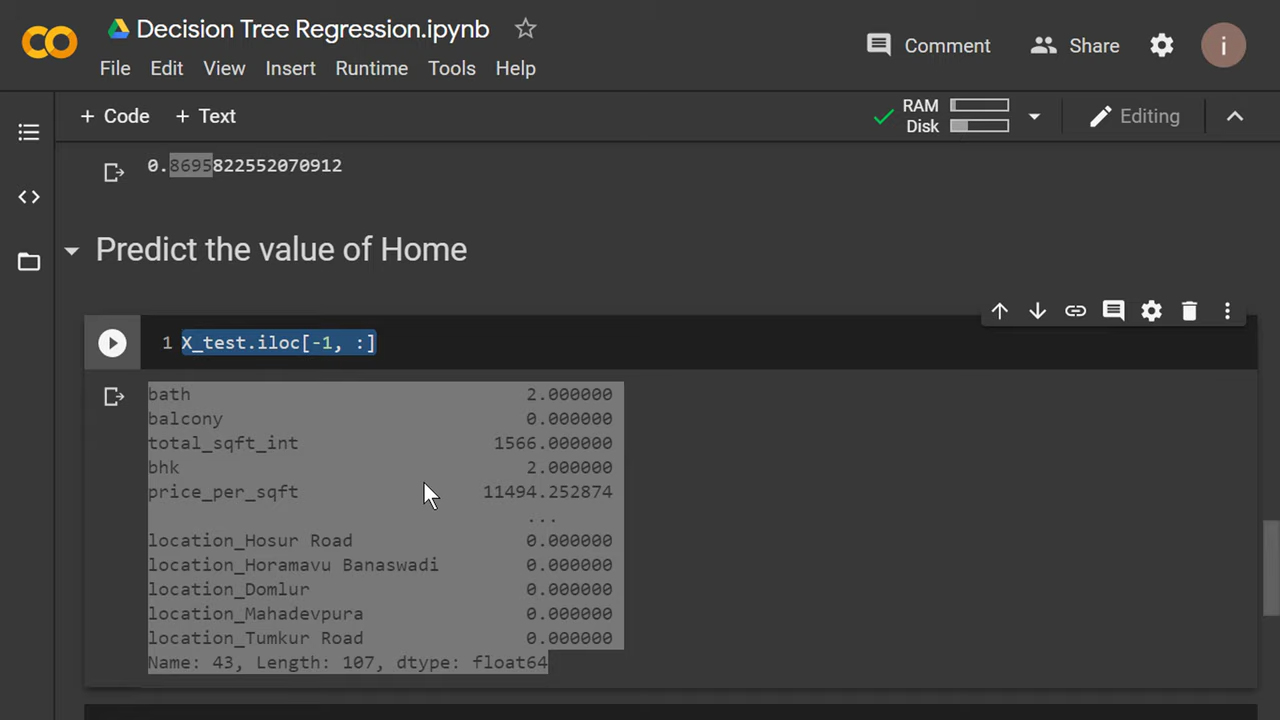 Decision Tree Regression.ipynb
Comment
Share
i
File Edit View Insert Runtime Tools Help
+ Code + Text
RAM
Disk
Editing
0.8695822552070912
Predict the value of Home
1 X_test.iloc[-1, :]
bath 2.000000
balcony 0.000000
total_sqft_int 1566.000000
bhk 2.000000
price_per_sqft 11494.252874
...
location_Hosur Road 0.000000
location_Horamavu Banaswadi 0.000000
location_Domlur 0.000000
location_Mahadevpura 0.000000
location_Tumkur Road 0.000000
Name: 43, Length: 107, dtype: float64